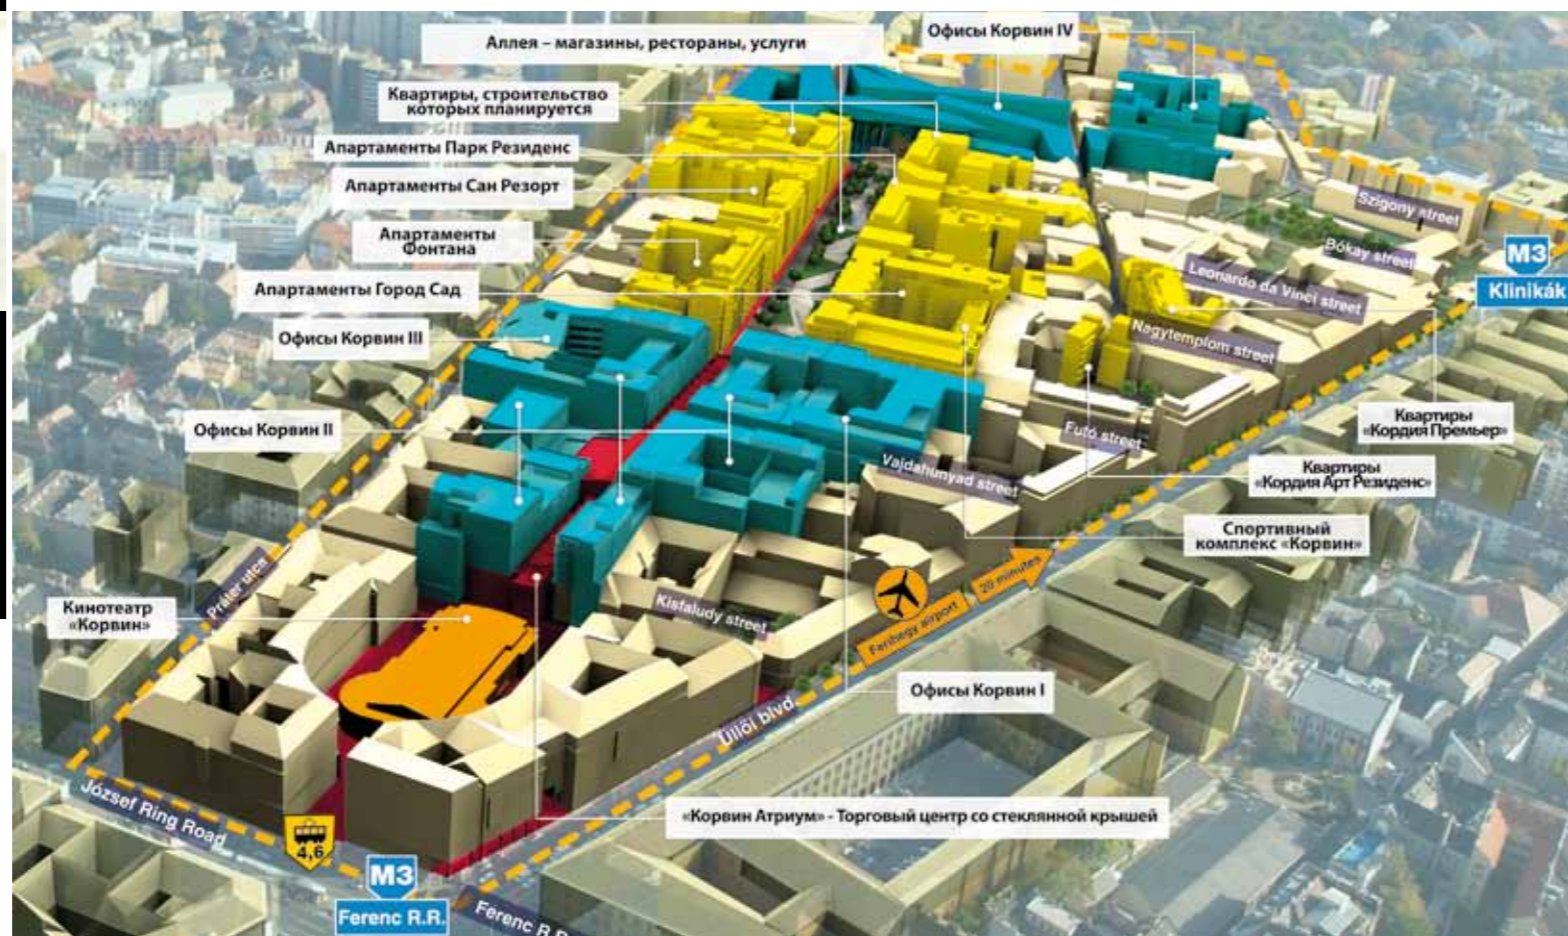 Аллея – магазины, рестораны, услуги
Офисы Корвин IV
Квартиры, строительство
которых планируется
Апартаменты Парк Резиденс
Апартаменты Сан Резорт
Апартаменты
Фонтана
Апартаменты Город Сад
Офисы Корвин III
Офисы Корвин II
Кинотеатр
«Корвин»
Szigony street
Bókay street
M3
Klinikák
Leonardo da Vinci street
Nagytemplom street
Квартиры
«Кордия Премьер»
Futó street
Vajdahunyad street
Квартиры
«Кордия Арт Резиденс»
Спортивный
комплекс «Корвин»
Práter utca
Kisfaludy street
Ferihegy airport
20 minutes
Офисы Корвин I
Üllői blvd
«Корвин Атриум» - Торговый центр со стеклянной крышей
József Ring Road
4,6
M3
Ferenc R.R.
Ferenc R.R.